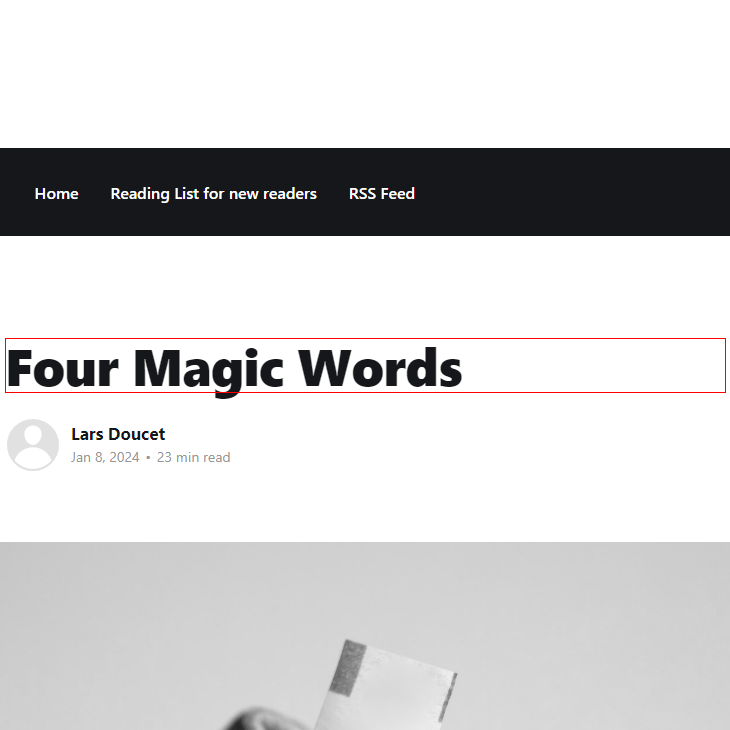 Home Reading List for new readers RSS Feed
Four Magic Words
Lars Doucet
Jan 8, 2024 • 23 min read